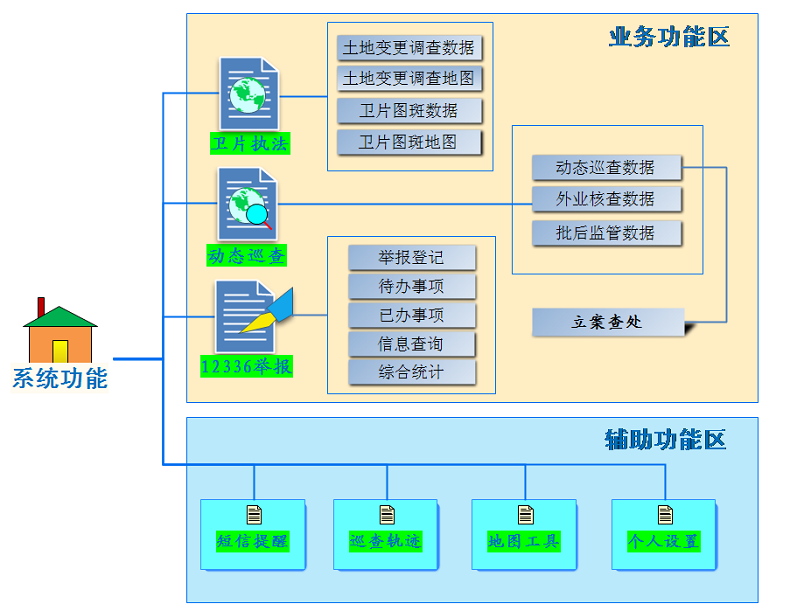 业务功能区
土地变更调查数据
土地变更调查地图
卫片图斑数据
卫片图斑地图
卫片执法
动态巡查数据
外业核查数据
批后监管数据
动态巡查
举报登记
待办事项
已办事项
信息查询
综合统计
立案查处
12336举报
系统功能
辅助功能区
短信提醒
巡查轨迹
地图工具
个人设置